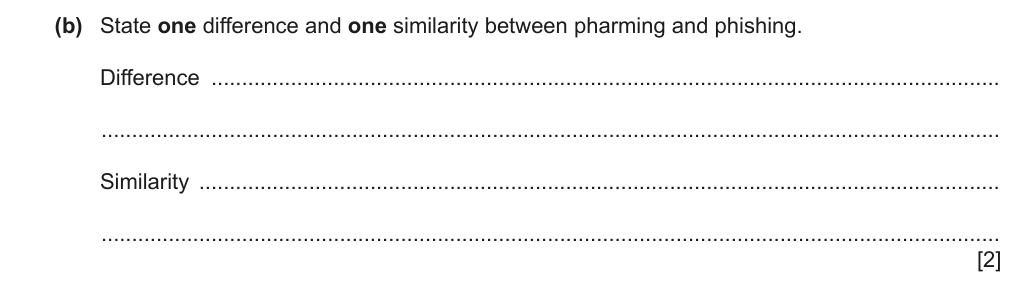 (b) State one difference and one similarity between pharming and phishing.
Difference ....................................................................................................................................
......................................................................................................................................................
Similarity ......................................................................................................................................
......................................................................................................................................................
[2]